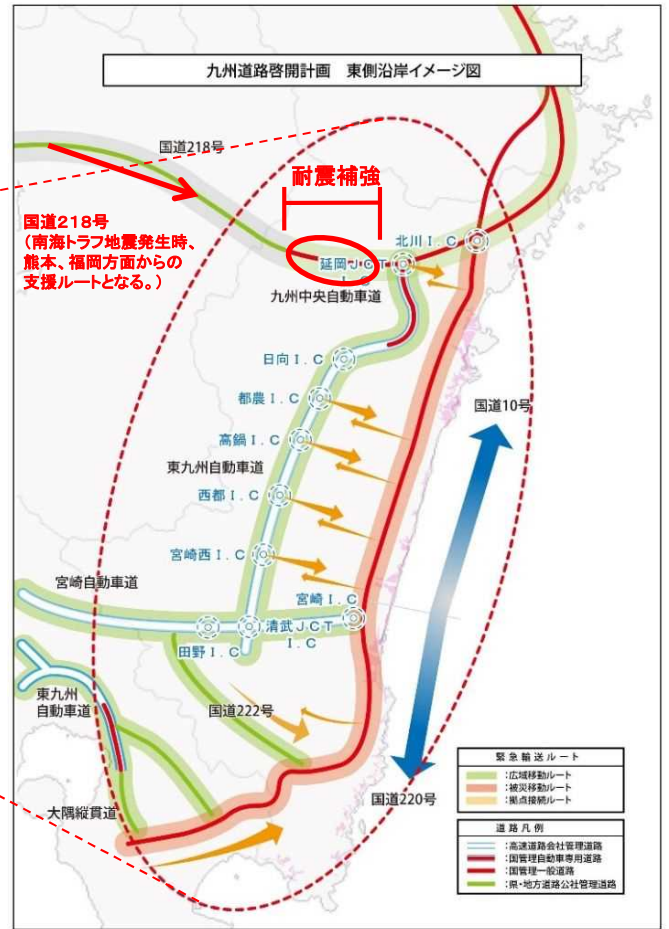 九州道路啓開計画 東側沿岸イメージ図
国道218号
耐震補強
国道218号
(南海トラフ地震発生時、
熊本、福岡方面からの
支援ルートとなる。)
北川I.C
延岡JCT
I.C
九州中央自動車道
日向I.C
都農I.C
国道10号
高鍋I.C
東九州自動車道
西都I.C
宮崎西I.C
宮崎自動車道
宮崎I.C
清武JCT
I.C
田野I.C
東九州
自動車道
国道222号
大隅縦貫道
国道220号
緊急輸送ルート
:広域移動ルート
:被災移動ルート
:拠点接続ルート
道路凡例
:高速道路会社管理道路
:国管理自動車専用道路
:国管理一般道路
:県・地方道路公社管理道路